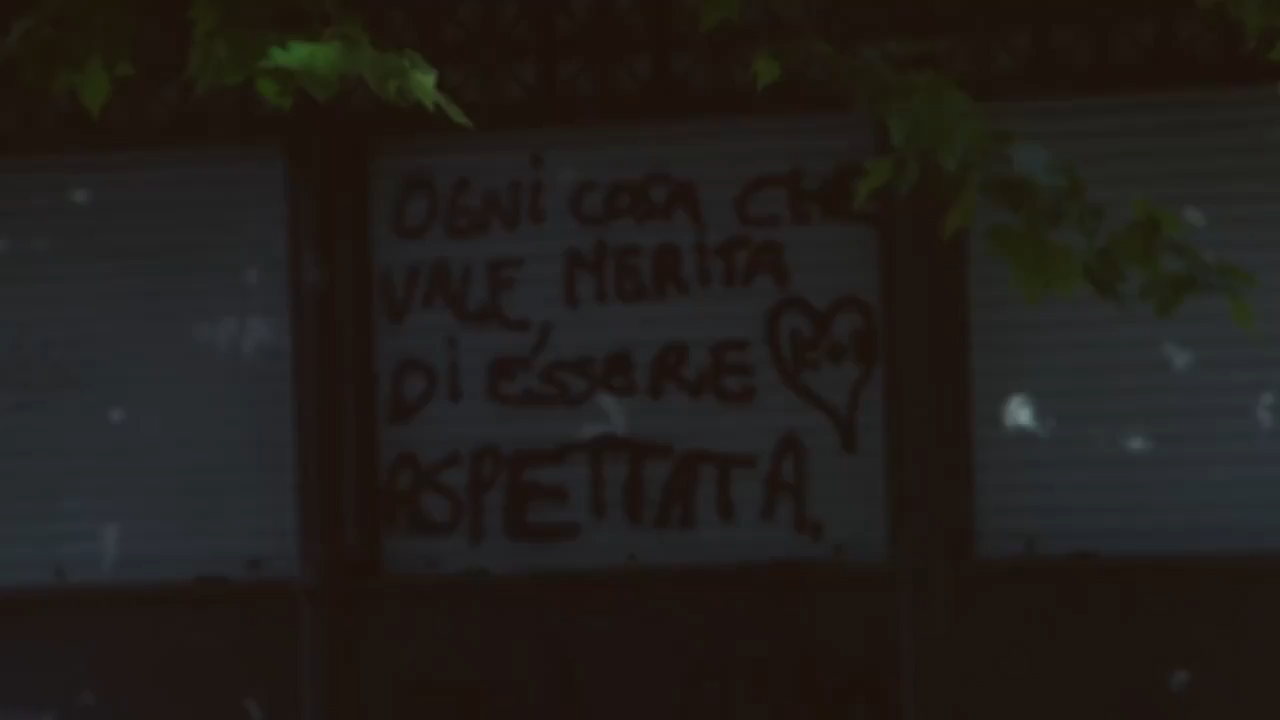 OGNI COSA CHE
VALE, MERITA
DI ESSERE
ASPETTATA.